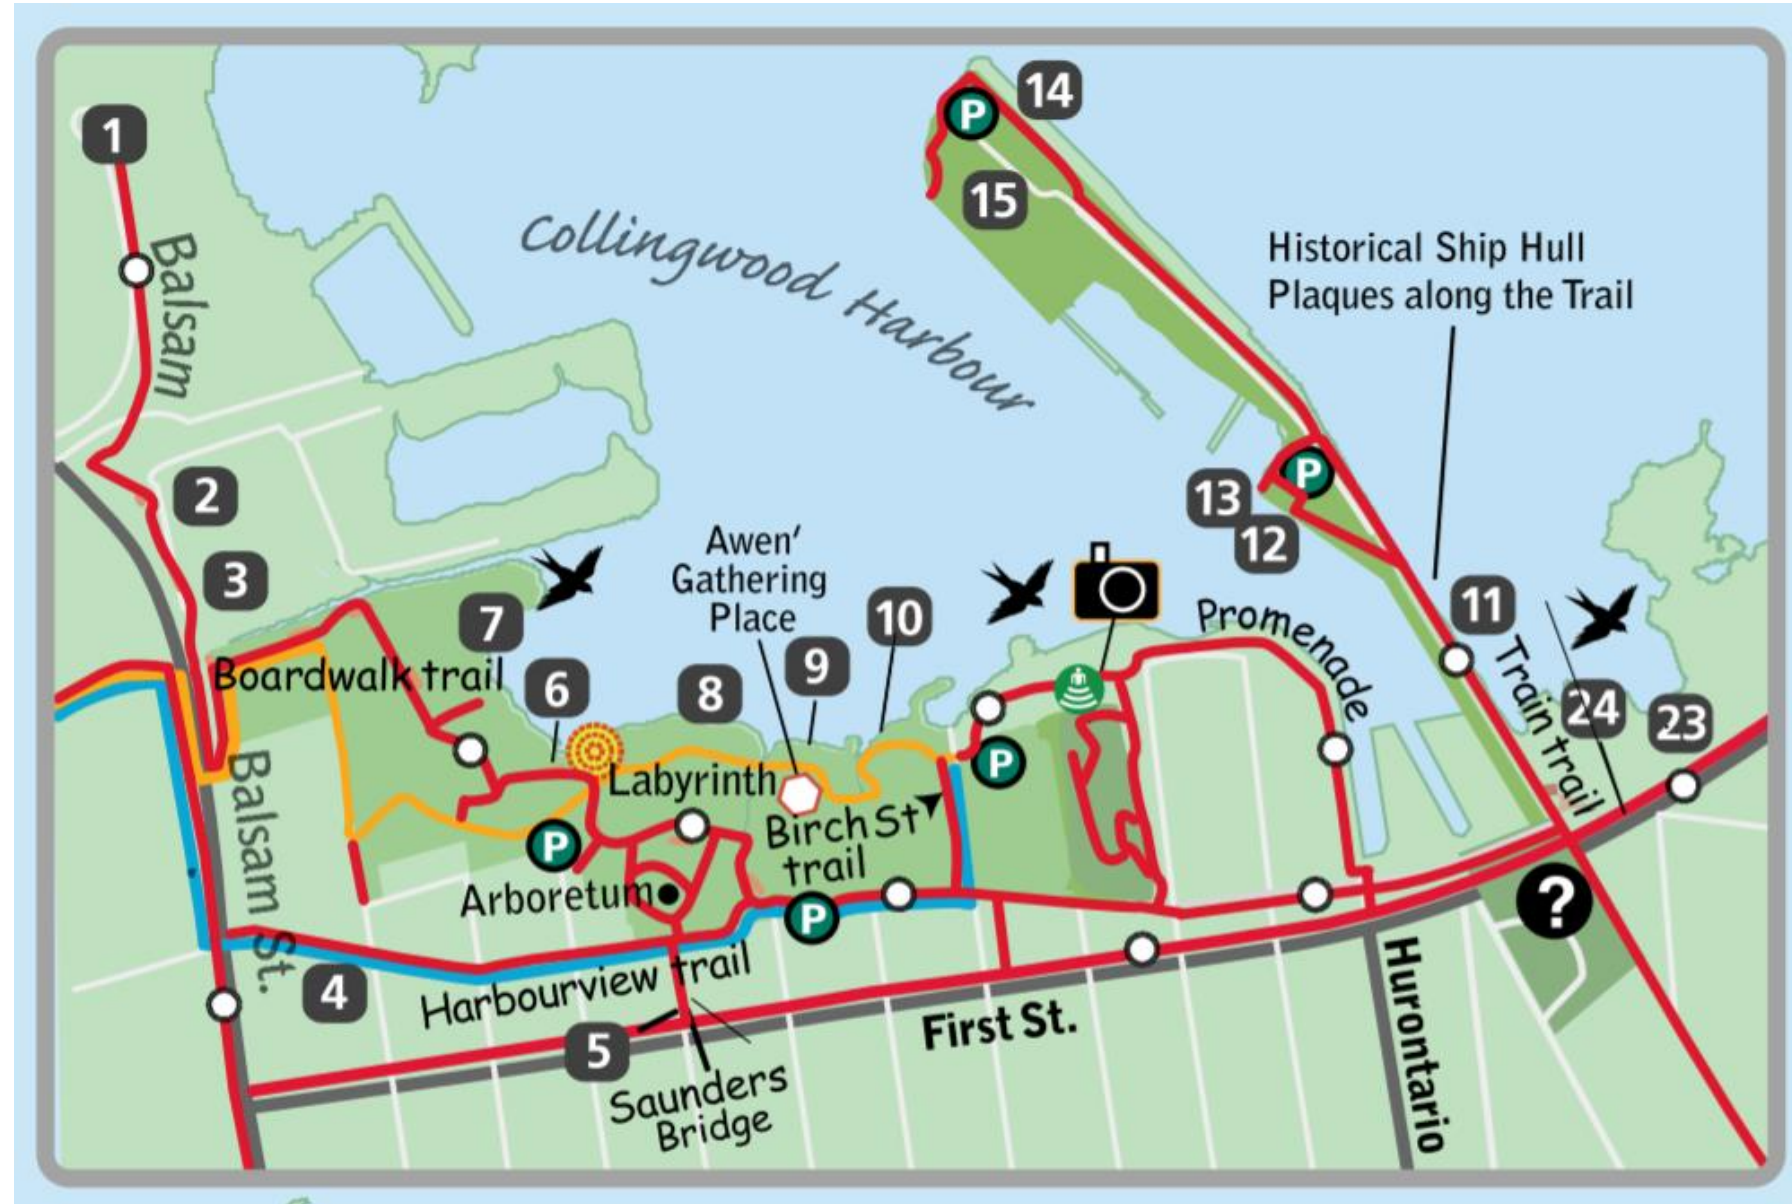 1
Balsam
2
3
14
P
15
Collingwood Harbour
Historical Ship Hull
Plaques along the Trail
P
13
12
11
Train trail
24
23
7
Boardwalk trail
6
Awen'
Gathering
Place
8
9
10
Promenade
Labyrinth
P
Birch St
trail
P
Arboretum
P
Balsam St.
4
Harbourview trail
5
First St.
Saunders
Bridge
Hurontario
?